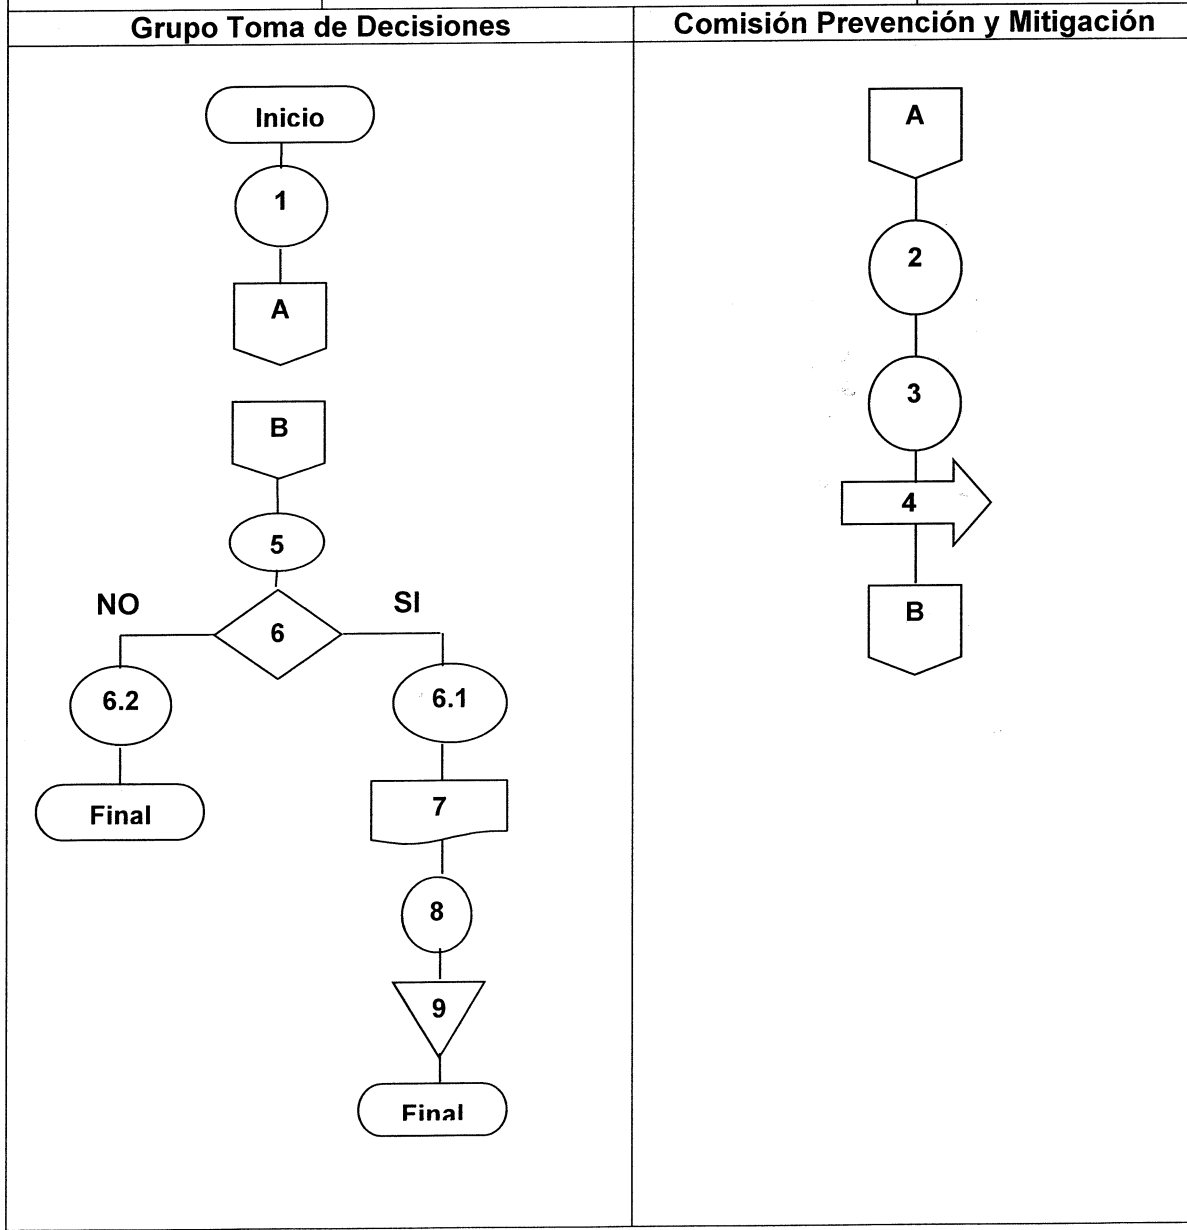 Grupo Toma de Decisiones
Comisión Prevención y Mitigación
Inicio
1
A
B
5
NO
SI
6
6.2
6.1
Final
7
8
9
Final
A
2
3
4
B